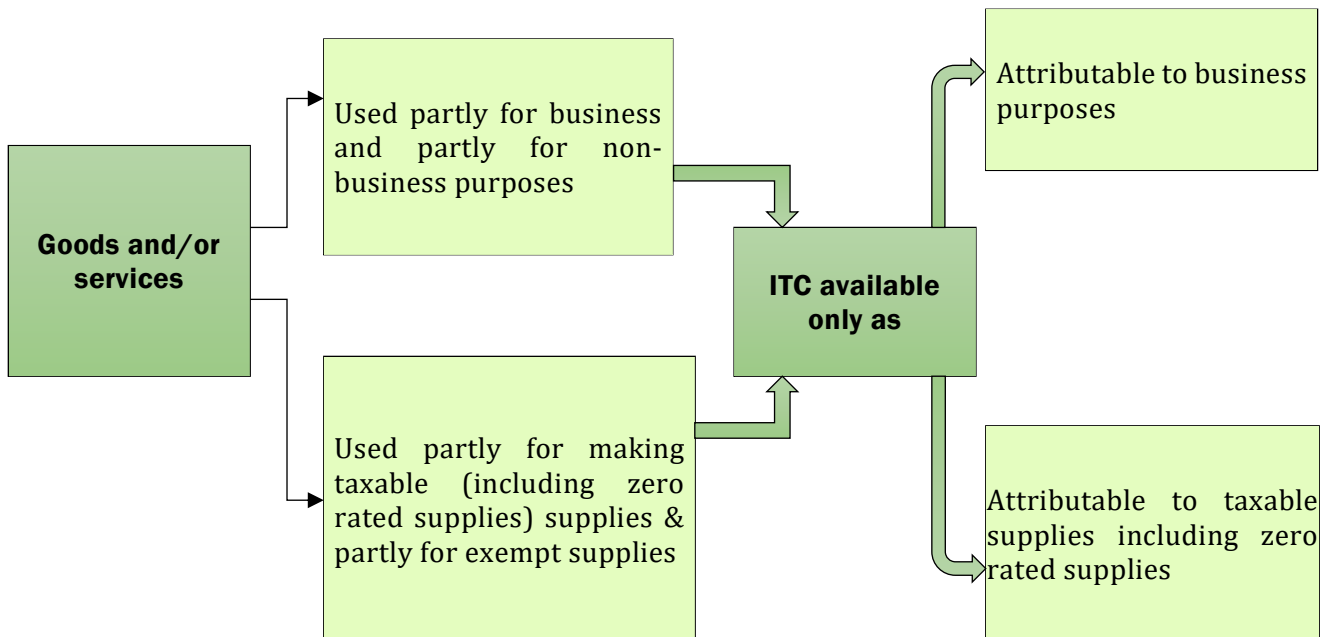 Goods and/or
services
Used partly for business
and partly for non-
business purposes
Used partly for making
taxable (including zero
rated supplies) supplies &
partly for exempt supplies
ITC available
only as
Attributable to business
purposes
Attributable to taxable
supplies including zero
rated supplies